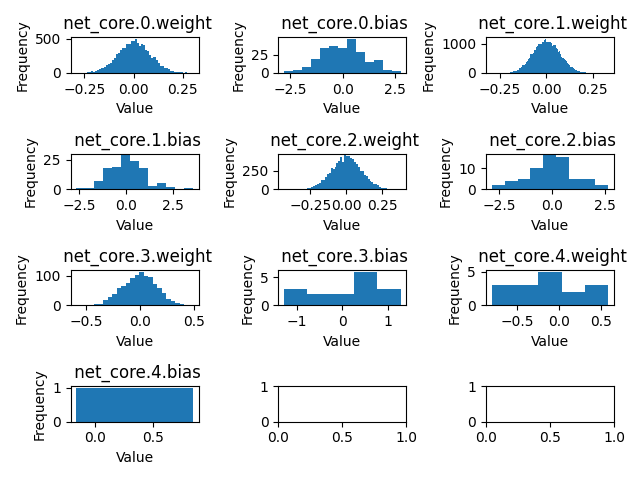 net_core.0.weight net_core.0.bias net_core.1.weight
Frequency 500 0 −0.25 0.00 0.25 Value
Frequency 25 0 −2.5 0.0 2.5 Value
Frequency 1000 0 −0.25 0.00 0.25 Value
net_core.1.bias net_core.2.weight net_core.2.bias
Frequency 25 0 −2.5 0.0 2.5 Value
Frequency 250 0 −0.25 0.00 0.25 Value
Frequency 10 0 −2.5 0.0 2.5 Value
net_core.3.weight net_core.3.bias net_core.4.weight
Frequency 100 0 −0.5 0.0 0.5 Value
Frequency 5 0 −1 0 1 Value
Frequency 5 0 −0.5 0.0 0.5 Value
net_core.4.bias
Frequency 1 0 0.0 0.5 Value
1 0 0.0 0.5 1.0
1 0 0.0 0.5 1.0